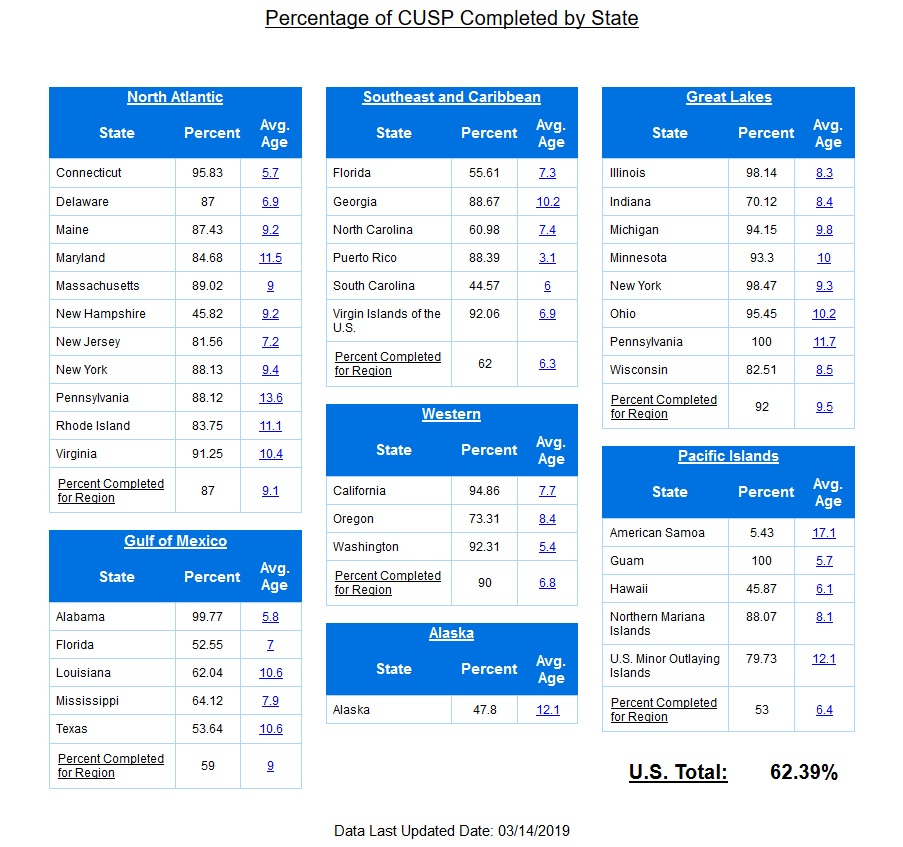 Percentage of CUSP Completed by State
North Atlantic
State Percent Avg. Age
Connecticut 95.83 5.7
Delaware 87 6.9
Maine 87.43 9.2
Maryland 84.68 11.5
Massachusetts 89.02 9
New Hampshire 45.82 9.2
New Jersey 81.56 7.2
New York 88.13 9.4
Pennsylvania 88.12 13.6
Rhode Island 83.75 11.1
Virginia 91.25 10.4
Percent Completed for Region 87 9.1
Gulf of Mexico
State Percent Avg. Age
Alabama 99.77 5.8
Florida 52.55 7
Louisiana 62.04 10.6
Mississippi 64.12 7.9
Texas 53.64 10.6
Percent Completed for Region 59 9
Southeast and Caribbean
State Percent Avg. Age
Florida 55.61 7.3
Georgia 88.67 10.2
North Carolina 60.98 7.4
Puerto Rico 88.39 3.1
South Carolina 44.57 6
Virgin Islands of the U.S. 92.06 6.9
Percent Completed for Region 62 6.3
Western
State Percent Avg. Age
California 94.86 7.7
Oregon 73.31 8.4
Washington 92.31 5.4
Percent Completed for Region 90 6.8
Alaska
State Percent Avg. Age
Alaska 47.8 12.1
Great Lakes
State Percent Avg. Age
Illinois 98.14 8.3
Indiana 70.12 8.4
Michigan 94.15 9.8
Minnesota 93.3 10
New York 98.47 9.3
Ohio 95.45 10.2
Pennsylvania 100 11.7
Wisconsin 82.51 8.5
Percent Completed for Region 92 9.5
Pacific Islands
State Percent Avg. Age
American Samoa 5.43 17.1
Guam 100 5.7
Hawaii 45.87 6.1
Northern Mariana Islands 88.07 8.1
U.S. Minor Outlaying Islands 79.73 12.1
Percent Completed for Region 53 6.4
U.S. Total: 62.39%
Data Last Updated Date: 03/14/2019